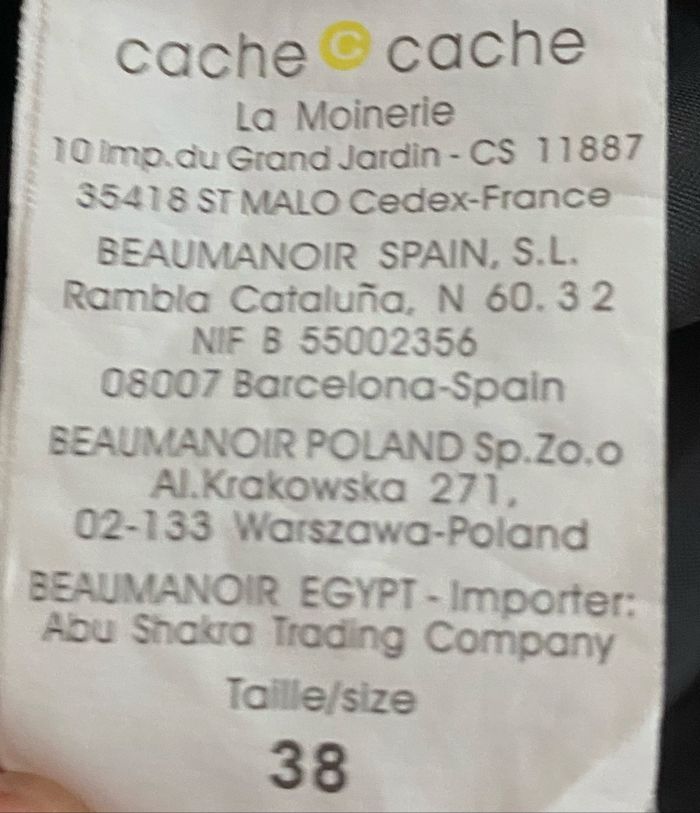 cache c cache
La Moinerie
10 Imp.du Grand Jardin - CS 11887
35418 ST MALO Cedex-France
BEAUMANOIR SPAIN, S.L.
Rambla Cataluña, N 60. 3 2
NIF B 55002356
08007 Barcelona-Spain
BEAUMANOIR POLAND Sp.Zo.o
Al.Krakowska 271,
02-133 Warszawa-Poland
BEAUMANOIR EGYPT - Importer:
Abu Shakra Trading Company
Taille/size
38